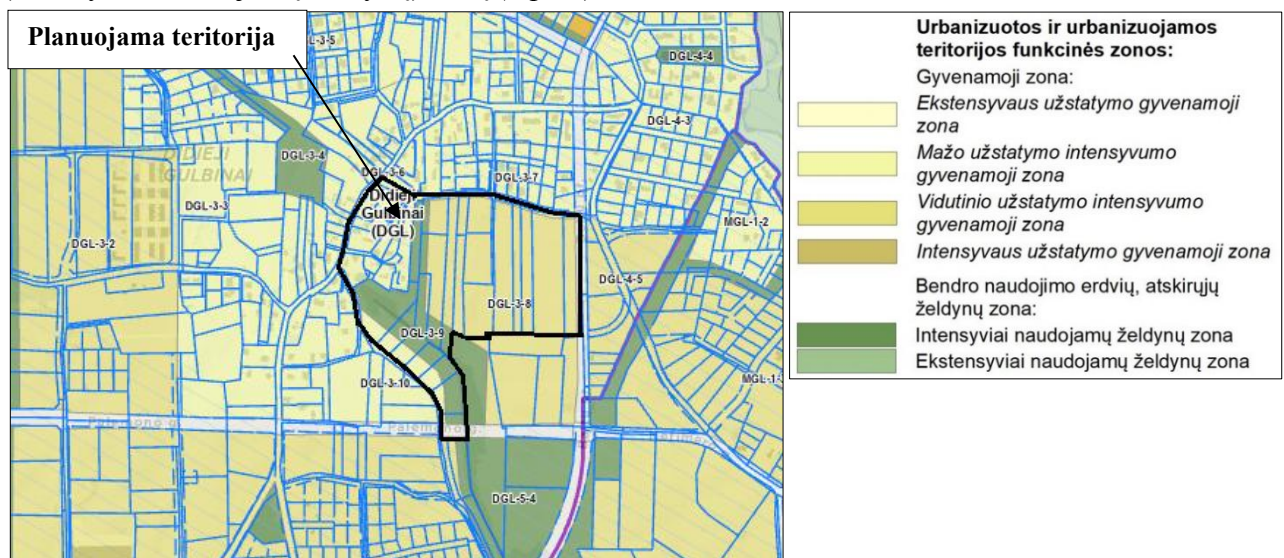 Planuojama teritorija
DGL-4-4
DGL-4-3
DGL-3-4
DIDIEJI
GULBINAI
DGL-3-6
DGL-3-7
Didieji
Gulbinai
(DGL)
DGL-3-3
DGL-3-2
MGL-1-2
DGL-4-5
DGL-3-8
DGL-3-9
DGL-3-10
Palemono g.
DGL-5-4
Urbanizuotos ir urbanizuojamos
teritorijos funkcinės zonos:
Gyvenamoji zona:
Ekstensyvaus užstatymo gyvenamoji
zona
Mažo užstatymo intensyvumo
gyvenamoji zona
Vidutinio užstatymo intensyvumo
gyvenamoji zona
Intensyvaus užstatymo gyvenamoji zona
Bendro naudojimo erdvių, atskirųjų
želdynų zona:
Intensyviai naudojamų želdynų zona
Ekstensyviai naudojamų želdynų zona